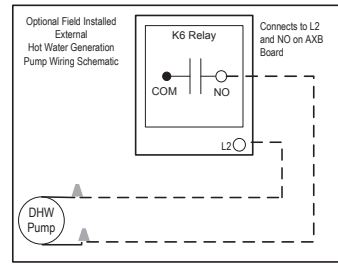 Optional Field Installed
External
Hot Water Generation
Pump Wiring Schematic
K6 Relay
COM
NO
L2
Connects to L2
and NO on AXB
Board
DHW
Pump